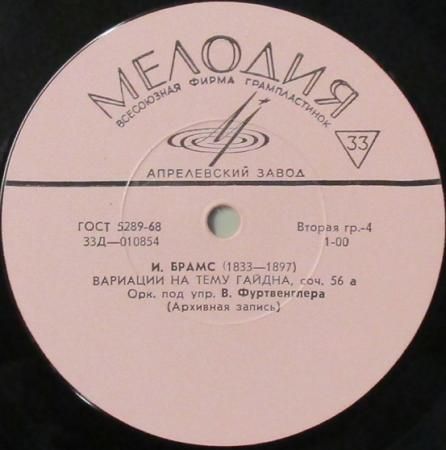 МЕЛОДИЯ
ВСЕСОЮЗНАЯ ФИРМА ГРАМПЛАСТИНОК
33
АПРЕЛЕВСКИЙ ЗАВОД
ГОСТ 5289-68 Вторая гр.-4
33Д—010854 1-00
И. БРАМС (1833—1897)
ВАРИАЦИИ НА ТЕМУ ГАЙДНА, соч. 56 а
Орк. под упр. В. Фуртвенглера
(Архивная запись)